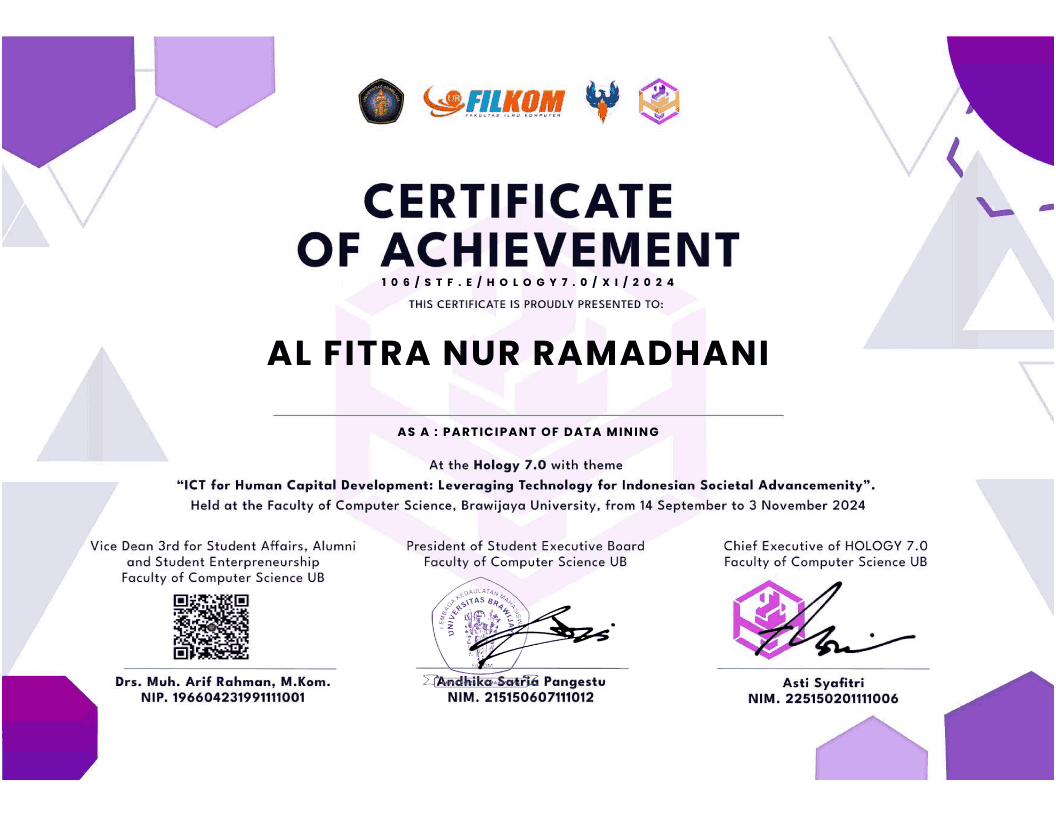 UB FILKOM
FAKULTAS ILMU KOMPUTER
CERTIFICATE
OF ACHIEVEMENT
106/STF.E/HOLOGY7.0/XI/2024
THIS CERTIFICATE IS PROUDLY PRESENTED TO:
AL FITRA NUR RAMADHANI
AS A : PARTICIPANT OF DATA MINING
At the Hology 7.0 with theme
“ICT for Human Capital Development: Leveraging Technology for Indonesian Societal Advancemenity”.
Held at the Faculty of Computer Science, Brawijaya University, from 14 September to 3 November 2024
Vice Dean 3rd for Student Affairs, Alumni
and Student Enterpreneurship
Faculty of Computer Science UB
Drs. Muh. Arif Rahman, M.Kom.
NIP. 196604231991111001
President of Student Executive Board
Faculty of Computer Science UB
LEMBAGA KEDAULATAN
UNIVERSITAS BRAWIJAYA
FILKOM
Andhika Satria Pangestu
NIM. 215150607111012
Chief Executive of HOLOGY 7.0
Faculty of Computer Science UB
Asti Syafitri
NIM. 225150201111006